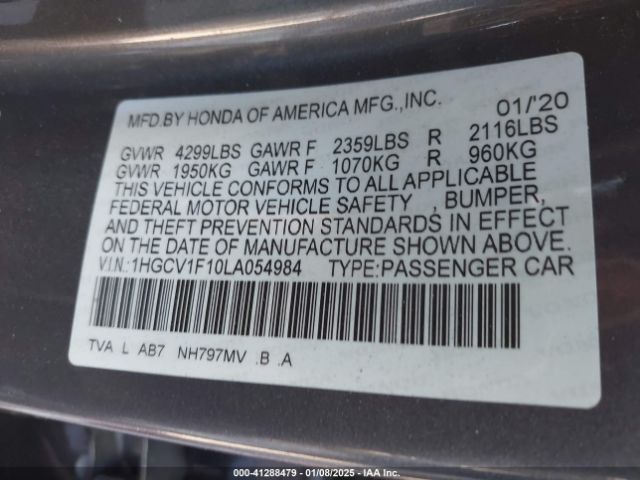 MFD.BY HONDA OF AMERICA MFG.,INC. 01/'20
GVWR 4299LBS GAWR F 2359LBS R 2116LBS
GVWR 1950KG GAWR F 1070KG R 960KG
THIS VEHICLE CONFORMS TO ALL APPLICABLE
FEDERAL MOTOR VEHICLE SAFETY , BUMPER,
AND THEFT PREVENTION STANDARDS IN EFFECT
ON THE DATE OF MANUFACTURE SHOWN ABOVE.
V.I.N.:1HGCV1F10LA054984 TYPE:PASSENGER CAR
TVA L AB7 NH797MV .B .A
000-41288479 - 01/08/2025 - IAA Inc.